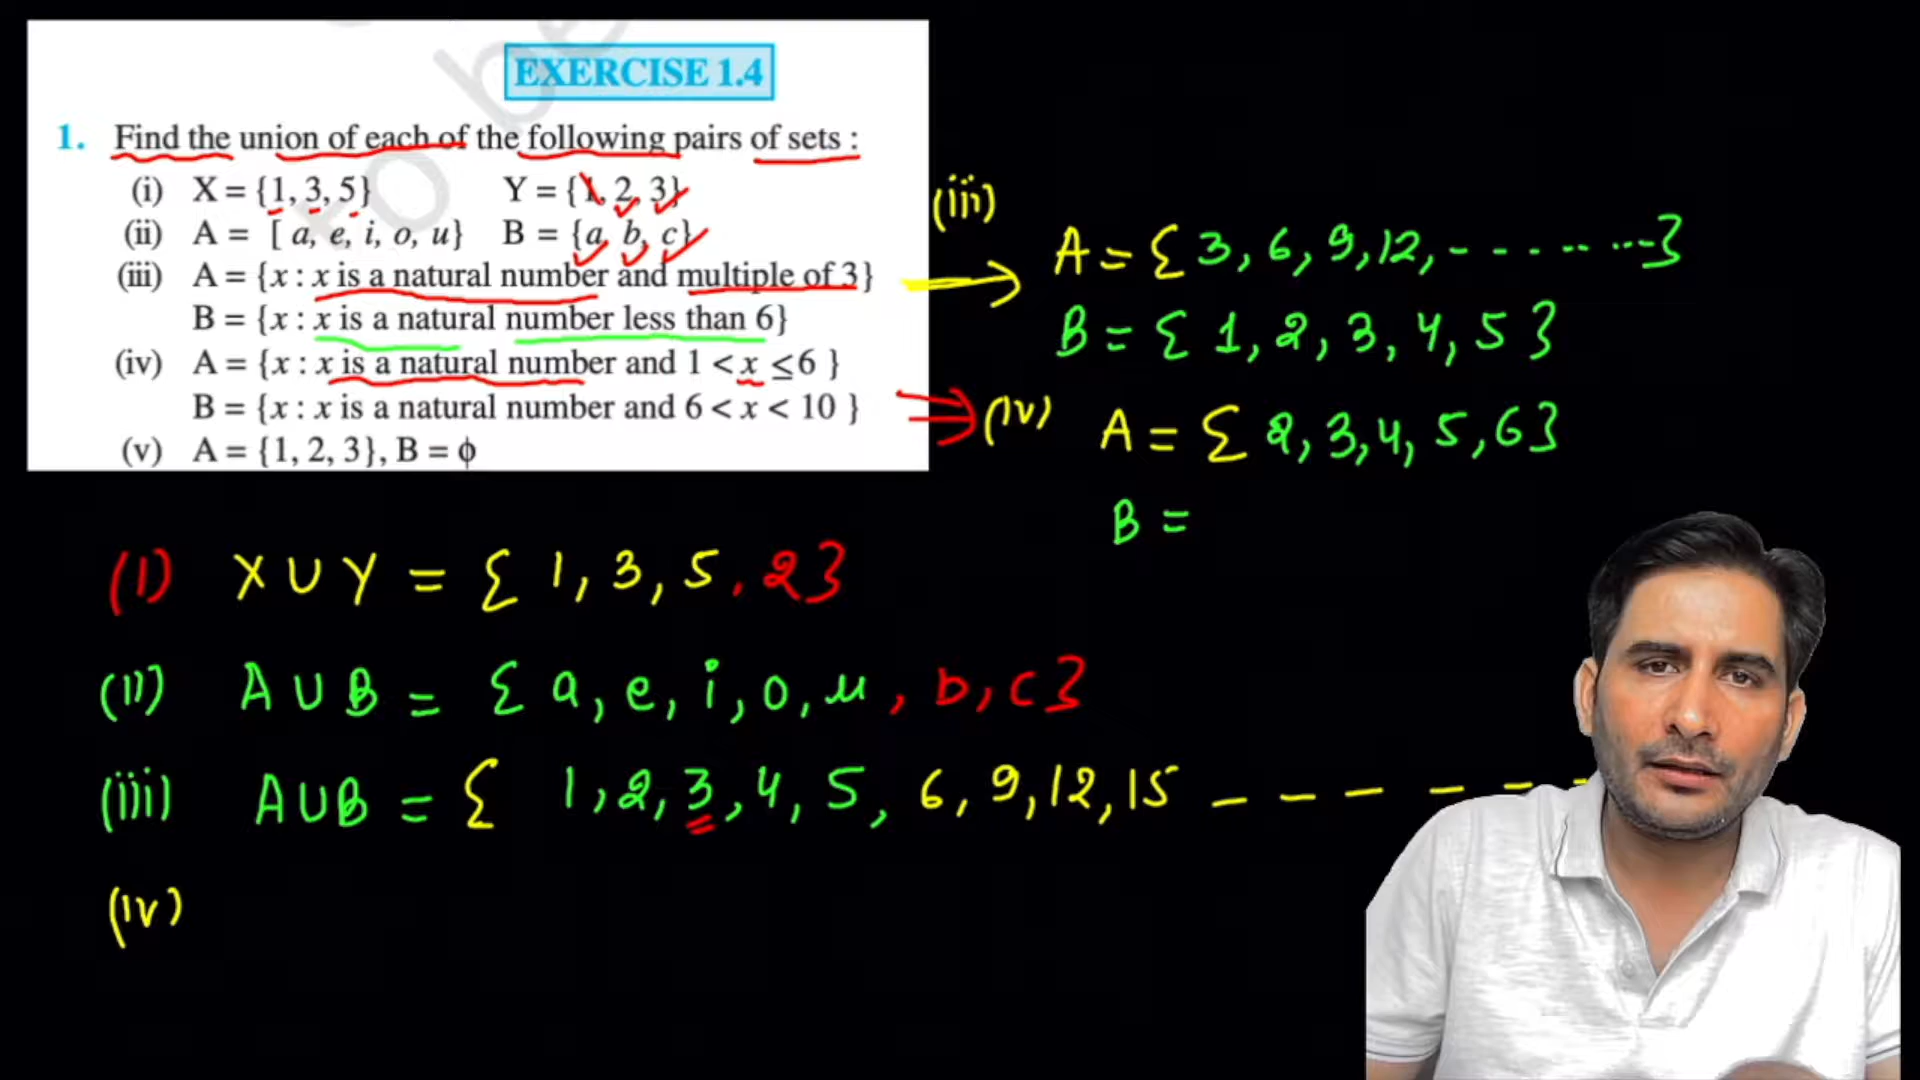 EXERCISE 1.4
1. Find the union of each of the following pairs of sets :
(i) X = {1, 3, 5} Y = {1, 2, 3}
(ii) A = [ a, e, i, o, u} B = {a, b, c}
(iii) A = {x : x is a natural number and multiple of 3}
B = {x : x is a natural number less than 6}
(iv) A = {x : x is a natural number and 1 < x ≤ 6 }
B = {x : x is a natural number and 6 < x < 10 }
(v) A = {1, 2, 3}, B = ϕ
(iii)
A = { 3, 6, 9, 12, - - - - - - - - }
B = { 1, 2, 3, 4, 5 }
(iv) A = { 2, 3, 4, 5, 6 }
B =
(I) X ∪ Y = { 1, 3, 5, 2 }
(II) A ∪ B = { a, e, i, o, u, b, c }
(iii) A ∪ B = { 1, 2, 3, 4, 5, 6, 9, 12, 15 - - - - - -
(iv)